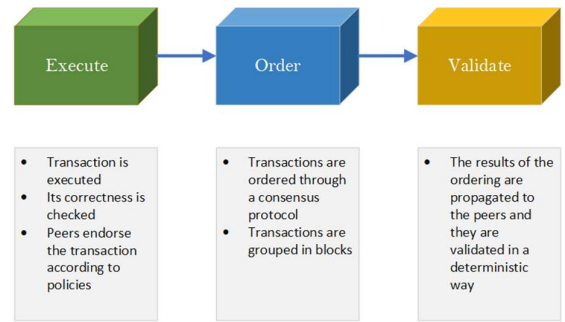 Execute
Order
Validate
• Transaction is
executed
• Its correctness is
checked
• Peers endorse
the transaction
according to
policies
• Transactions are
ordered through
a consensus
protocol
• Transactions are
grouped in blocks
• The results of the
ordering are
propagated to
the peers and
they are
validated in a
deterministic
way